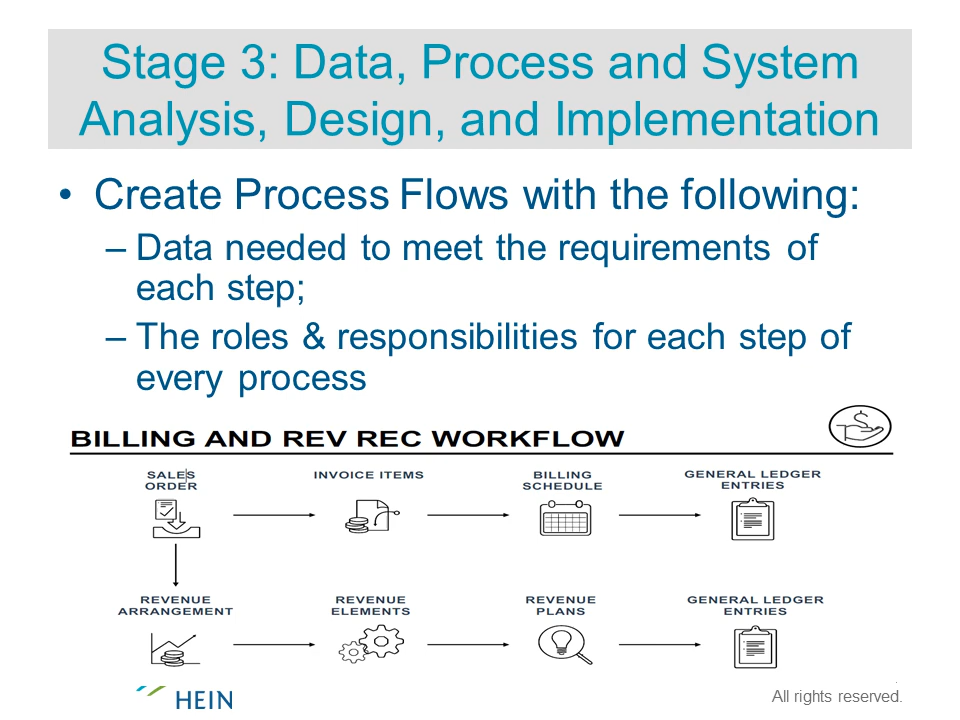 Stage 3: Data, Process and System
Analysis, Design, and Implementation
• Create Process Flows with the following:
– Data needed to meet the requirements of
each step;
– The roles & responsibilities for each step of
every process
BILLING AND REV REC WORKFLOW
SALES
ORDER
INVOICE ITEMS
BILLING
SCHEDULE
GENERAL LEDGER
ENTRIES
REVENUE
ARRANGEMENT
REVENUE
ELEMENTS
REVENUE
PLANS
GENERAL LEDGER
ENTRIES
HEIN
All rights reserved.